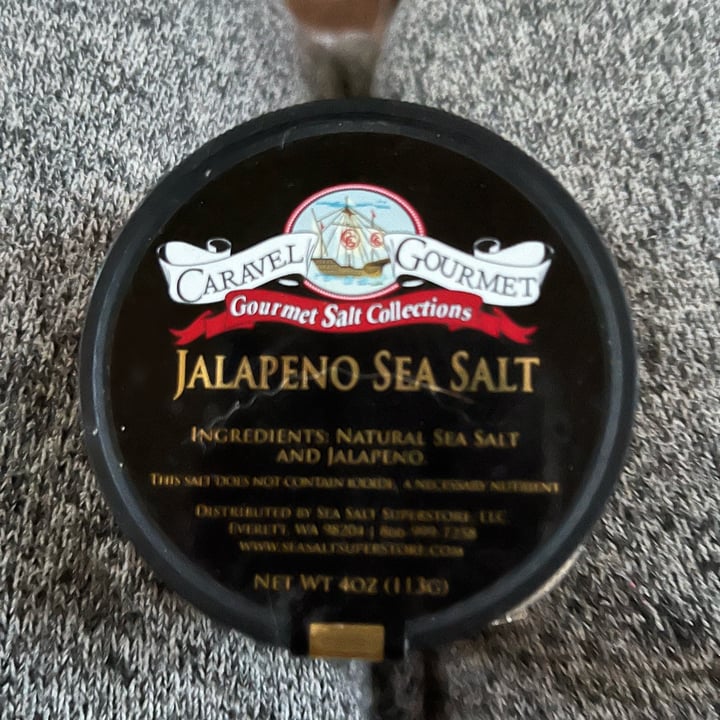 CARAVEL GOURMET
Gourmet Salt Collections
JALAPENO SEA SALT
INGREDIENTS: NATURAL SEA SALT
AND JALAPENO.
THIS SALT DOES NOT CONTAIN IODIDE, A NECESSARY NUTRIENT
DISTRIBUTED BY SEA SALT SUPERSTORE, LLC
EVERETT, WA 98204 | 866-999-7258
WWW.SEASALTSUPERSTORE.COM
NET WT 4OZ (113G)